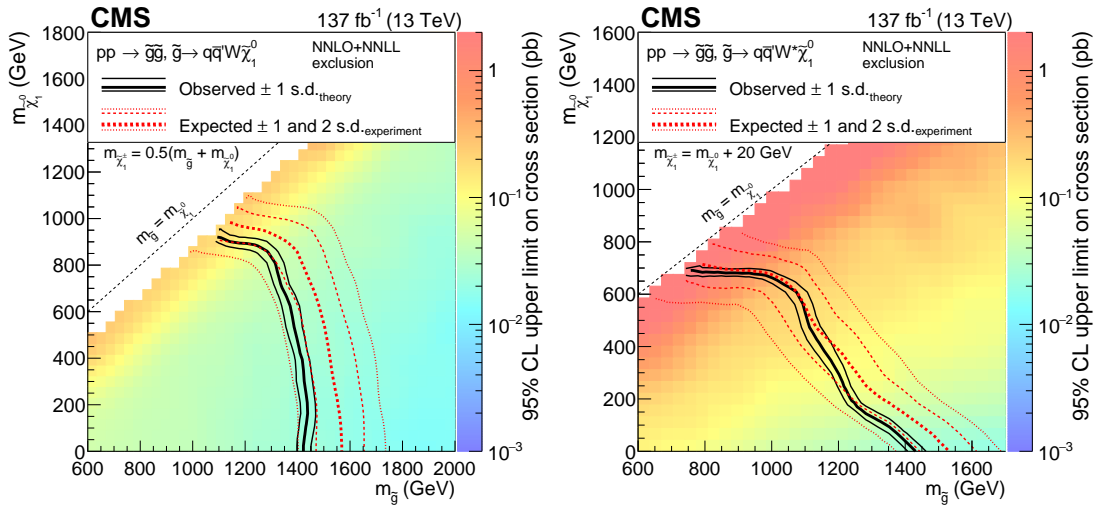 CMS 137 fb⁻¹ (13 TeV)
pp → g̃g̃, g̃ → qq̄'Wχ̃₁⁰ NNLO+NNLL
exclusion
Observed ± 1 s.d.theory
Expected ± 1 and 2 s.d.experiment
mχ̃₁± = 0.5(mg̃ + mχ̃₁⁰)
mg̃ = mχ̃₁⁰
mχ̃₁⁰ (GeV)
1800
1600
1400
1200
1000
800
600
400
200
0
600 800 1000 1200 1400 1600 1800 2000
mg̃ (GeV)
1
10⁻¹
10⁻²
10⁻³
95% CL upper limit on cross section (pb)
CMS 137 fb⁻¹ (13 TeV)
pp → g̃g̃, g̃ → qq̄'W*χ̃₁⁰ NNLO+NNLL
exclusion
Observed ± 1 s.d.theory
Expected ± 1 and 2 s.d.experiment
mχ̃₁± = mχ̃₁⁰ + 20 GeV
mg̃ = mχ̃₁⁰
mχ̃₁⁰ (GeV)
1600
1400
1200
1000
800
600
400
200
0
600 800 1000 1200 1400 1600
mg̃ (GeV)
1
10⁻¹
10⁻²
10⁻³
95% CL upper limit on cross section (pb)